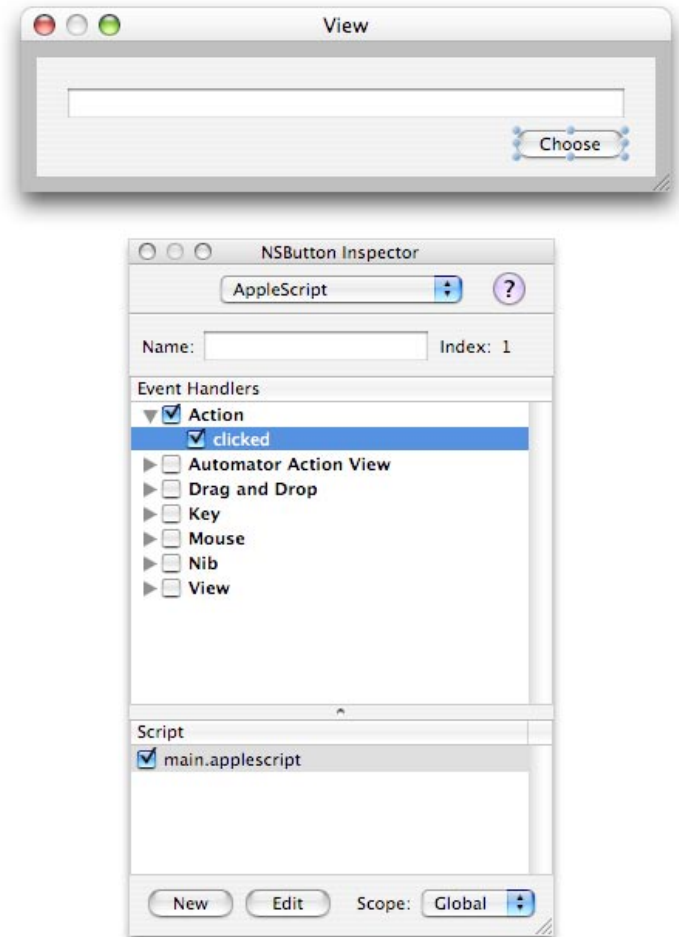 View
Choose
NSButton Inspector
AppleScript
?
Name:
Index: 1
Event Handlers
Action
clicked
Automator Action View
Drag and Drop
Key
Mouse
Nib
View
Script
main.applescript
New
Edit
Scope:
Global